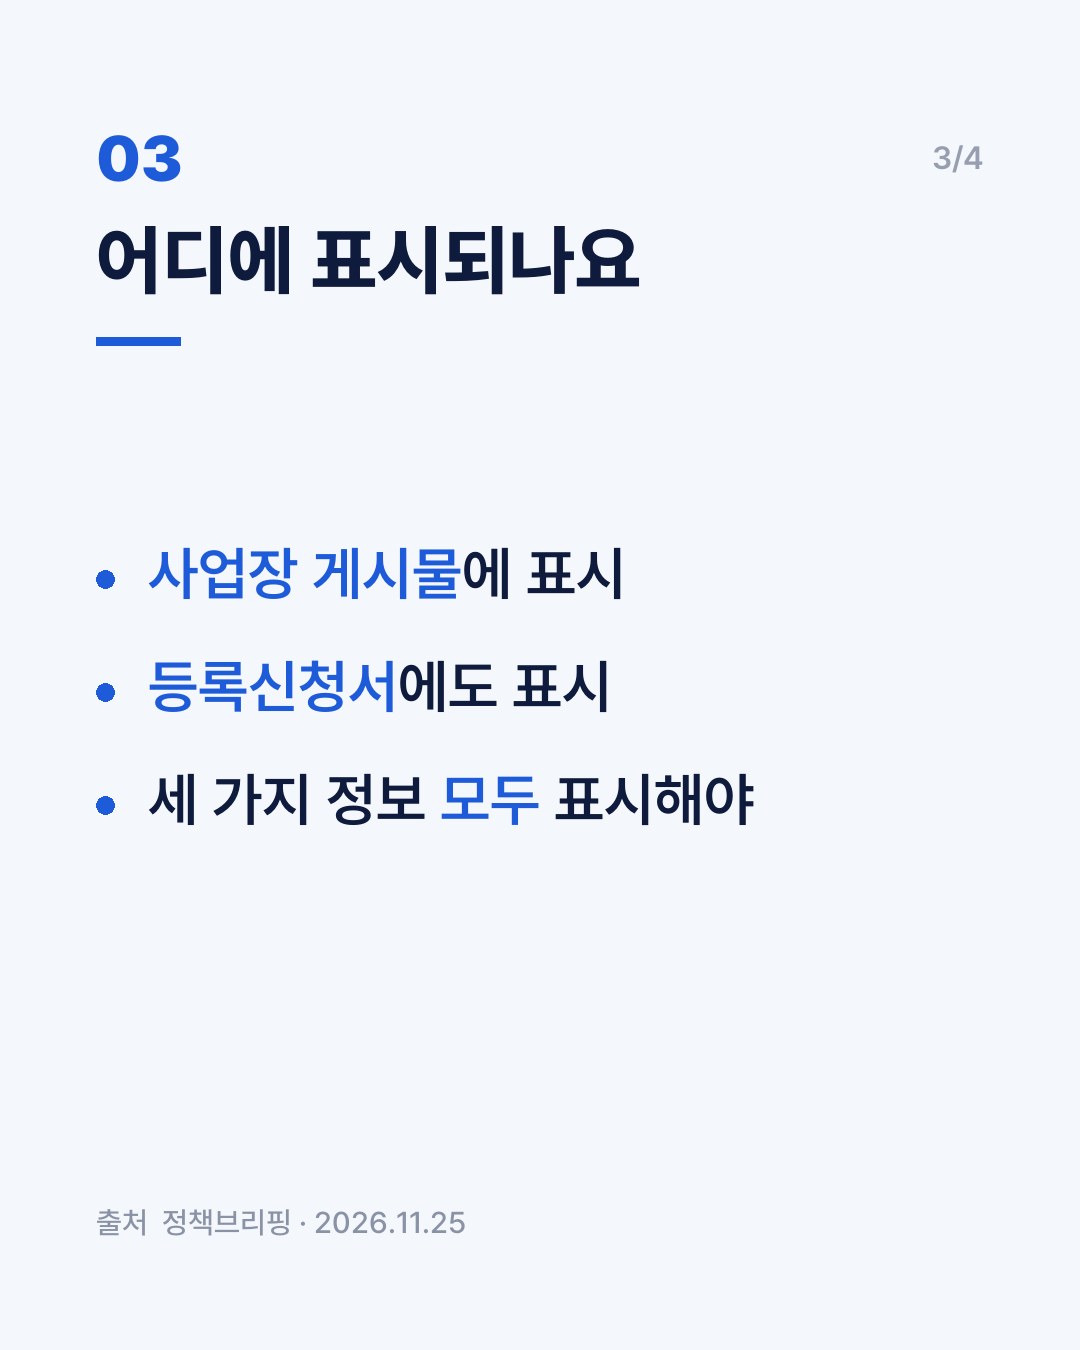 03
3/4
어디에 표시되나요
• 사업장 게시물에 표시
• 등록신청서에도 표시
• 세 가지 정보 모두 표시해야
출처 정책브리핑 · 2026.11.25